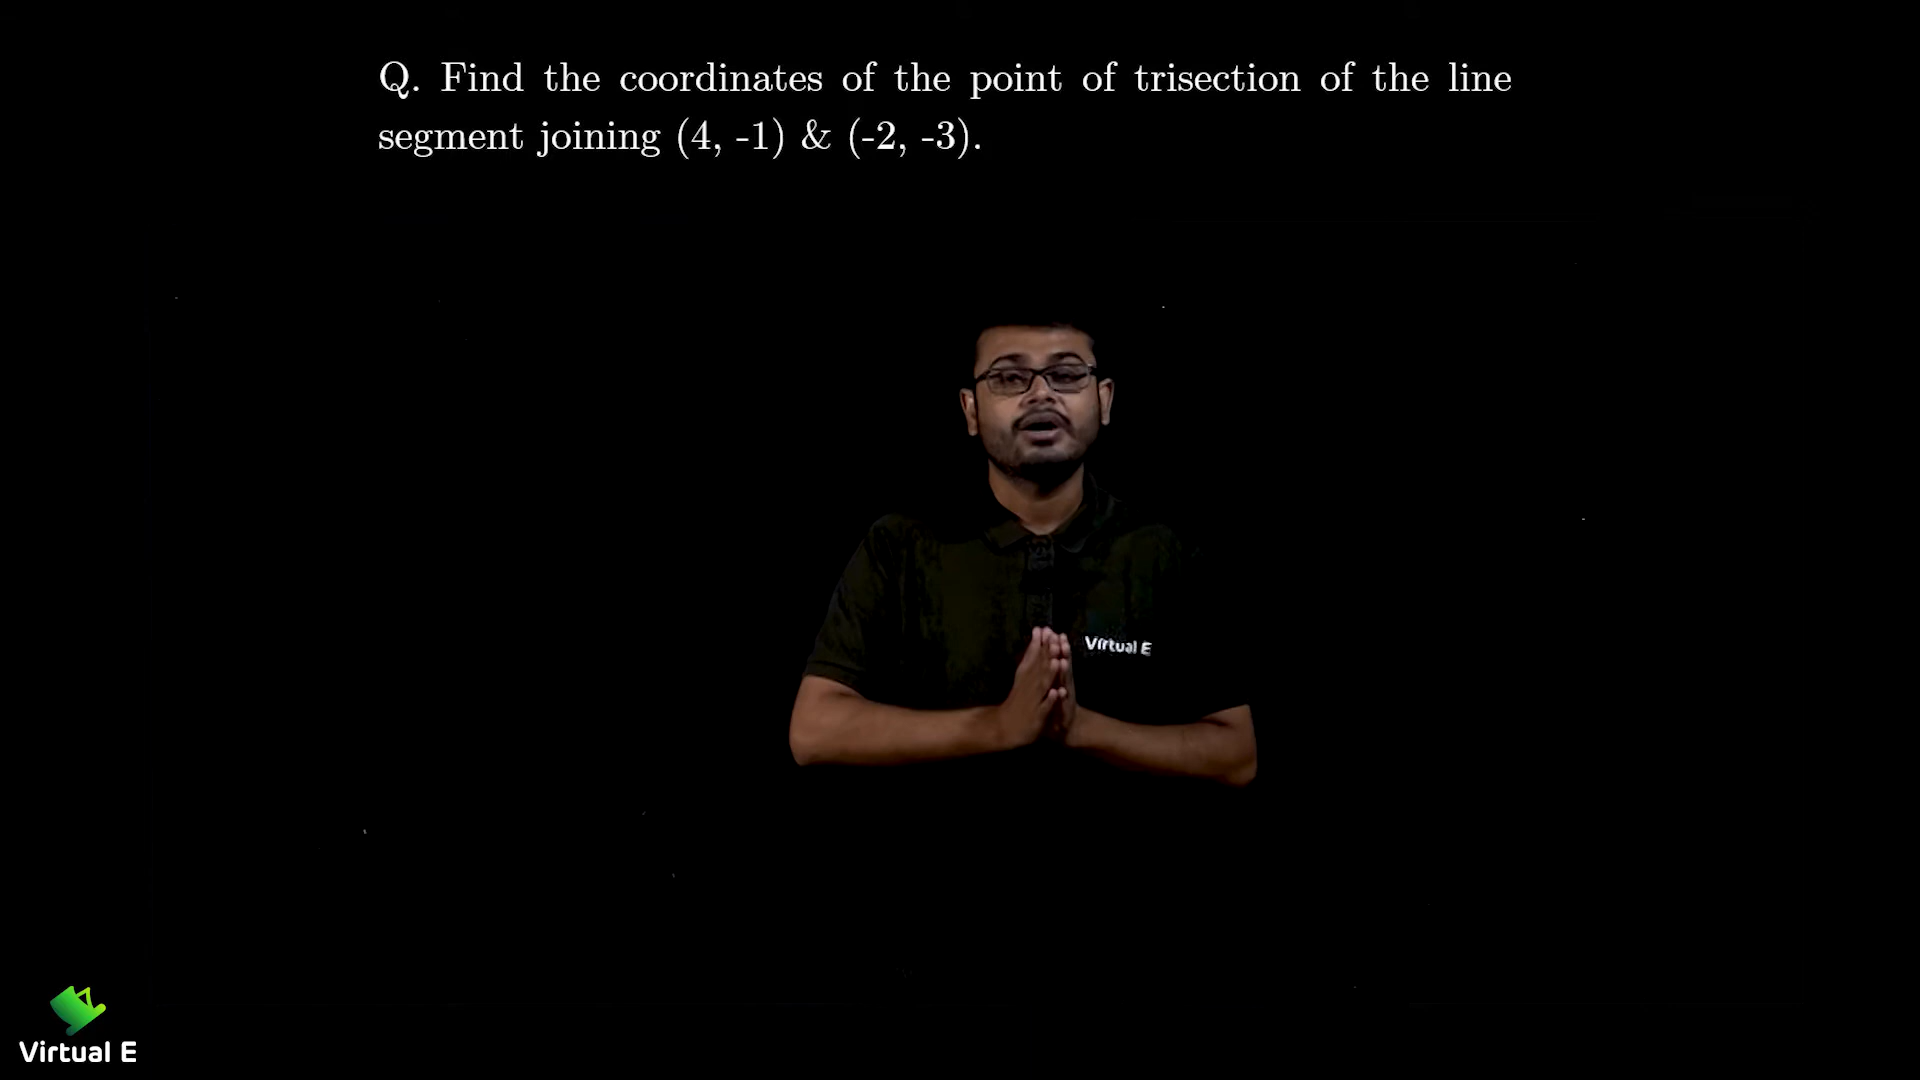 Q. Find the coordinates of the point of trisection of the line
segment joining (4, -1) & (-2, -3).
Virtual E
Virtual E